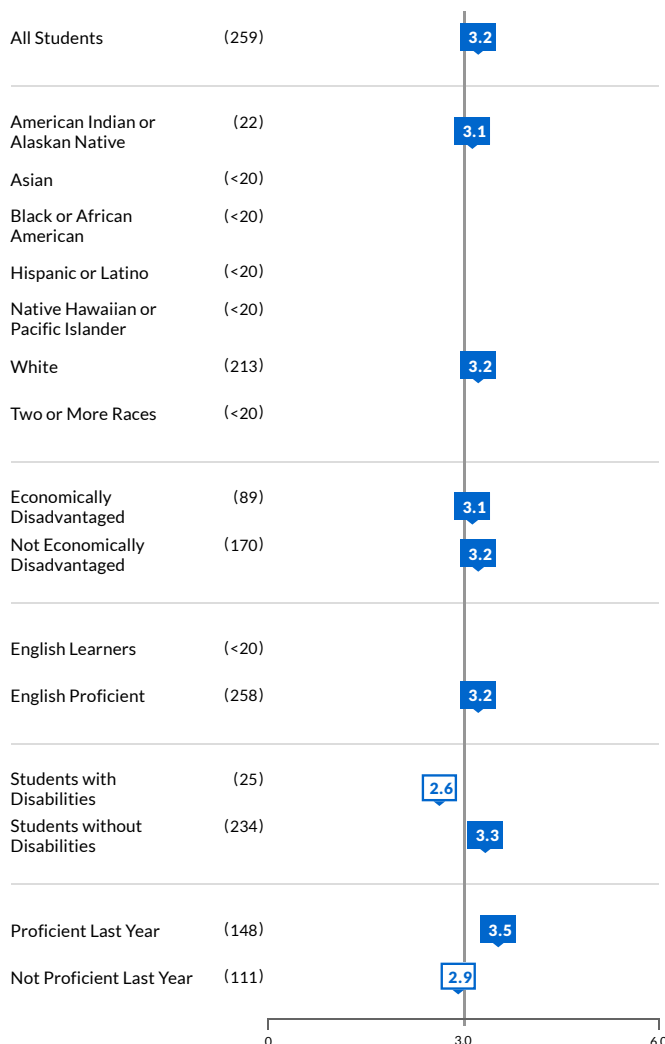 All Students (259) 3.2
American Indian or (22) 3.1
Alaskan Native
Asian (<20)
Black or African (<20)
American
Hispanic or Latino (<20)
Native Hawaiian or (<20)
Pacific Islander
White (213) 3.2
Two or More Races (<20)
Economically (89) 3.1
Disadvantaged
Not Economically (170) 3.2
Disadvantaged
English Learners (<20)
English Proficient (258) 3.2
Students with (25) 2.6
Disabilities
Students without (234) 3.3
Disabilities
Proficient Last Year (148) 3.5
Not Proficient Last Year (111) 2.9
0 3.0 6.0